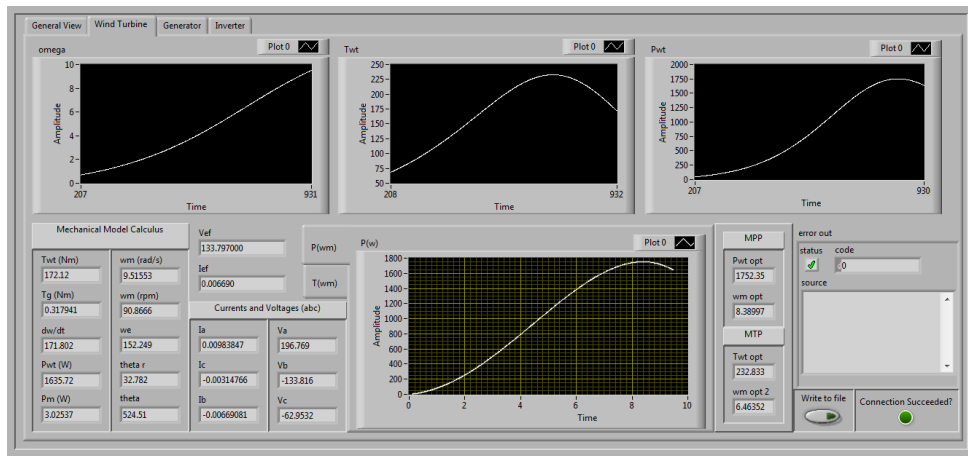 General View Wind Turbine Generator Inverter
omega Plot 0
Amplitude
10
8
6
4
2
0
207 931
Time
Twt Plot 0
Amplitude
250
225
200
175
150
125
100
75
50
208 932
Time
Pwt Plot 0
Amplitude
2000
1750
1500
1250
1000
750
500
250
0
207 930
Time
Mechanical Model Calculus
Twt (Nm) wm (rad/s)
172.12 9.51553
Tg (Nm) wm (rpm)
0.317941 90.8666
dw/dt we
171.802 152.249
Pwt (W) theta r
1635.72 32.782
Pm (W) theta
3.02537 524.51
Vef
133.797000
Ief
0.006690
Currents and Voltages (abc)
Ia Va
0.00983847 196.769
Ic Vb
-0.00314766 -133.816
Ib Vc
-0.00669081 -62.9532
P(wm)
T(wm)
P(w) Plot 0
Amplitude
1800
1600
1400
1200
1000
800
600
400
200
0 2 4 6 8 10
Time
MPP
Pwt opt
1752.35
wm opt
8.38997
MTP
Twt opt
232.833
wm opt 2
6.46352
error out
status code
0
source
Write to file
Connection Succeeded?